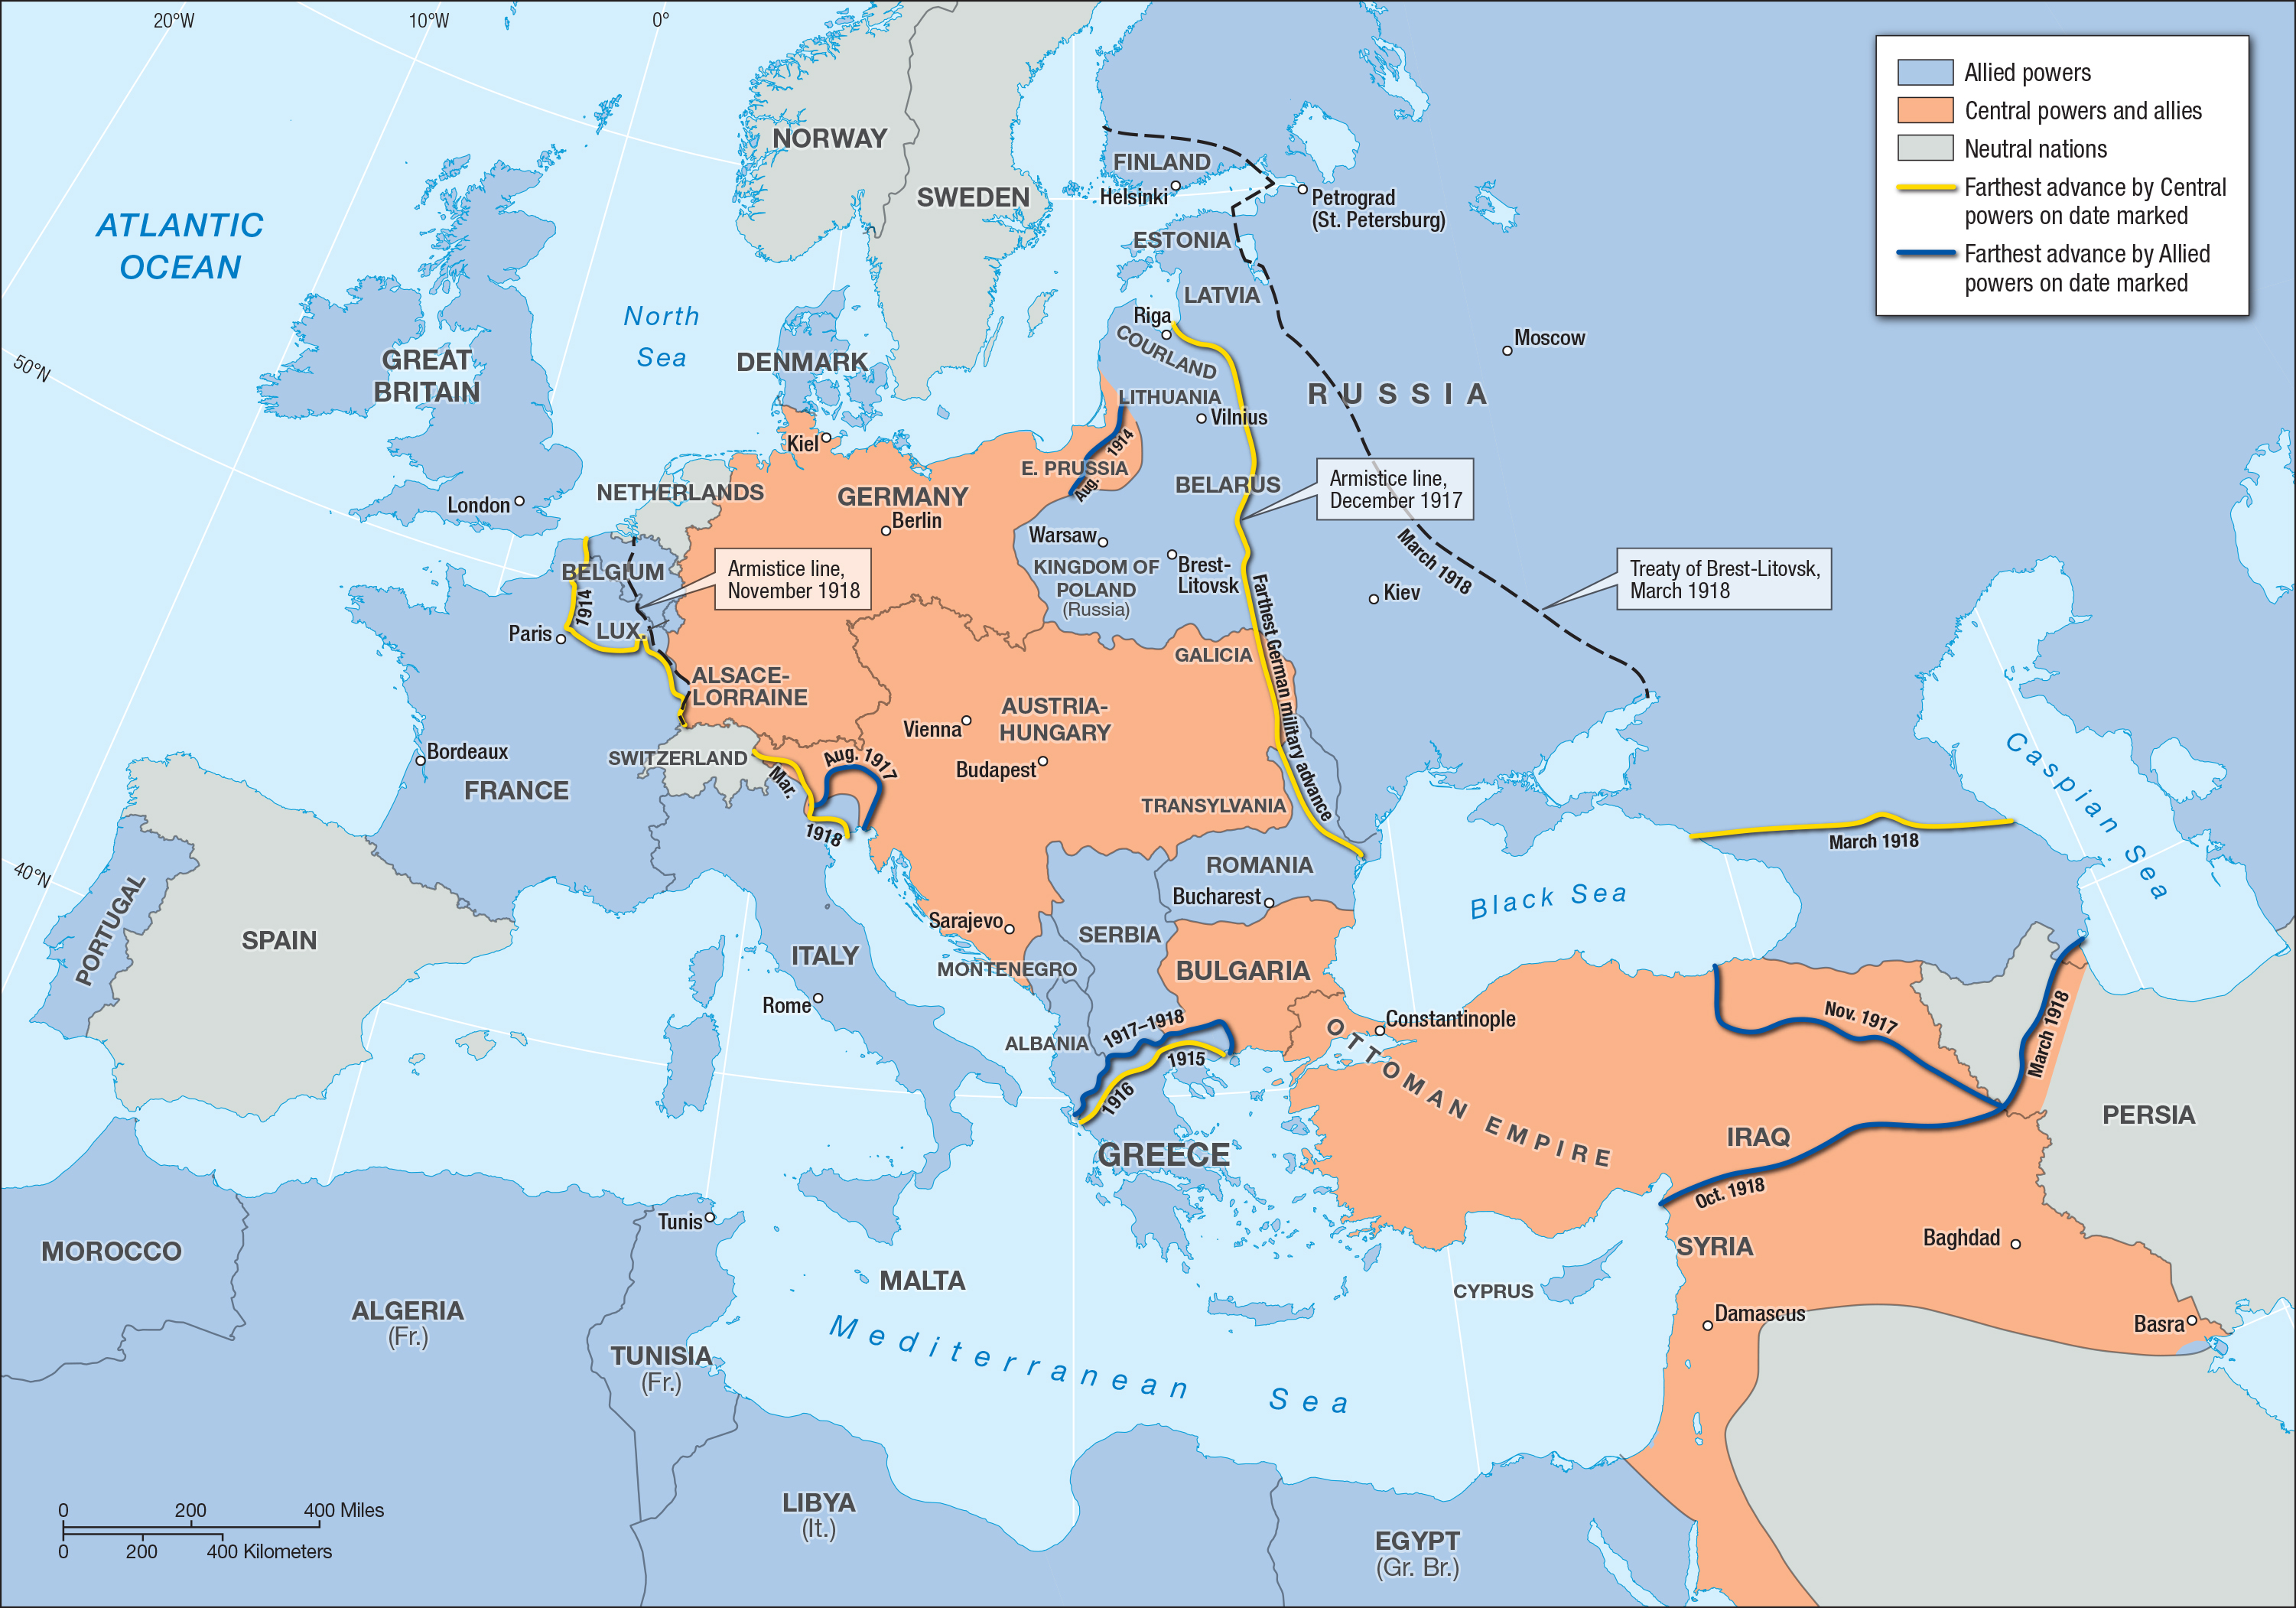 20°W
10°W
0°
50°N
40°N
Allied powers
Central powers and allies
Neutral nations
Farthest advance by Central
powers on date marked
Farthest advance by Allied
powers on date marked
ATLANTIC
OCEAN
North
Sea
NORWAY
SWEDEN
FINLAND
Helsinki
Petrograd
(St. Petersburg)
ESTONIA
LATVIA
Riga
COURLAND
LITHUANIA
Vilnius
Moscow
RUSSIA
GREAT
BRITAIN
London
DENMARK
Kiel
NETHERLANDS
GERMANY
Berlin
E. PRUSSIA
Aug. 1914
BELARUS
Armistice line,
December 1917
Warsaw
KINGDOM OF
POLAND
(Russia)
Brest-
Litovsk
Kiev
March 1918
Treaty of Brest-Litovsk,
March 1918
BELGIUM
Armistice line,
November 1918
1914
LUX.
Paris
ALSACE-
LORRAINE
GALICIA
Farthest German military advance
Vienna
AUSTRIA-
HUNGARY
Budapest
Bordeaux
FRANCE
SWITZERLAND
Mar. 1918
Aug. 1917
TRANSYLVANIA
ROMANIA
Bucharest
Black Sea
March 1918
Caspian Sea
PORTUGAL
SPAIN
ITALY
Rome
Sarajevo
SERBIA
MONTENEGRO
BULGARIA
ALBANIA
1917–1918
1915
1916
GREECE
Constantinople
OTTOMAN EMPIRE
Nov. 1917
March 1918
PERSIA
IRAQ
Oct. 1918
SYRIA
Baghdad
Damascus
Basra
CYPRUS
MALTA
Mediterranean Sea
MOROCCO
ALGERIA
(Fr.)
Tunis
TUNISIA
(Fr.)
LIBYA
(It.)
EGYPT
(Gr. Br.)
0 200 400 Miles
0 200 400 Kilometers